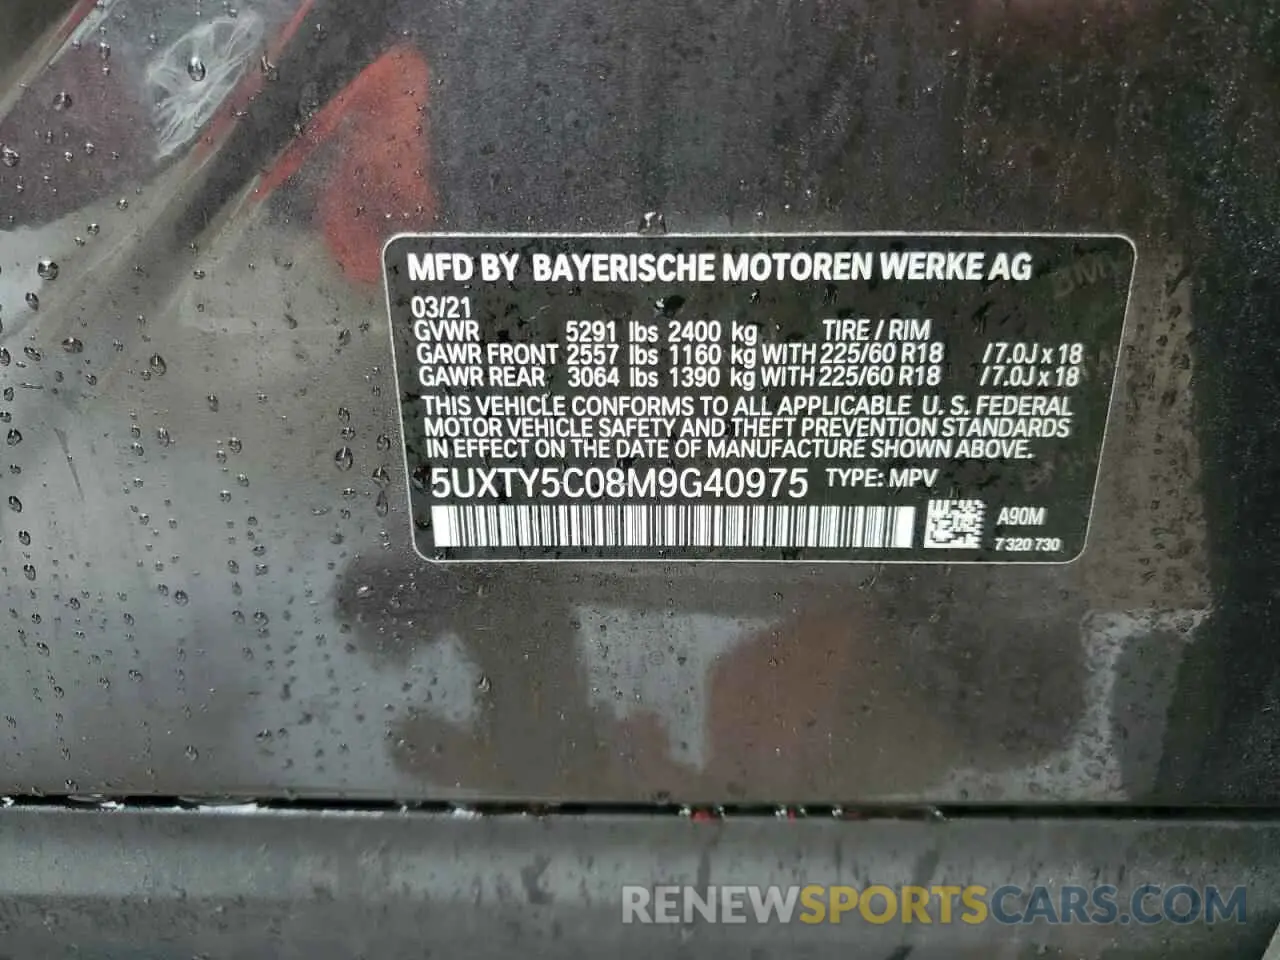 MFD BY BAYERISCHE MOTOREN WERKE AG
03/21
GVWR 5291 lbs 2400 kg TIRE / RIM
GAWR FRONT 2557 lbs 1160 kg WITH 225/60 R18 /7.0J x 18
GAWR REAR 3064 lbs 1390 kg WITH 225/60 R18 /7.0J x 18
THIS VEHICLE CONFORMS TO ALL APPLICABLE U.S. FEDERAL
MOTOR VEHICLE SAFETY AND THEFT PREVENTION STANDARDS
IN EFFECT ON THE DATE OF MANUFACTURE SHOWN ABOVE.
5UXTY5C08M9G40975 TYPE: MPV
A90M
7 320 730
RENEWSPORTSCARS.COM